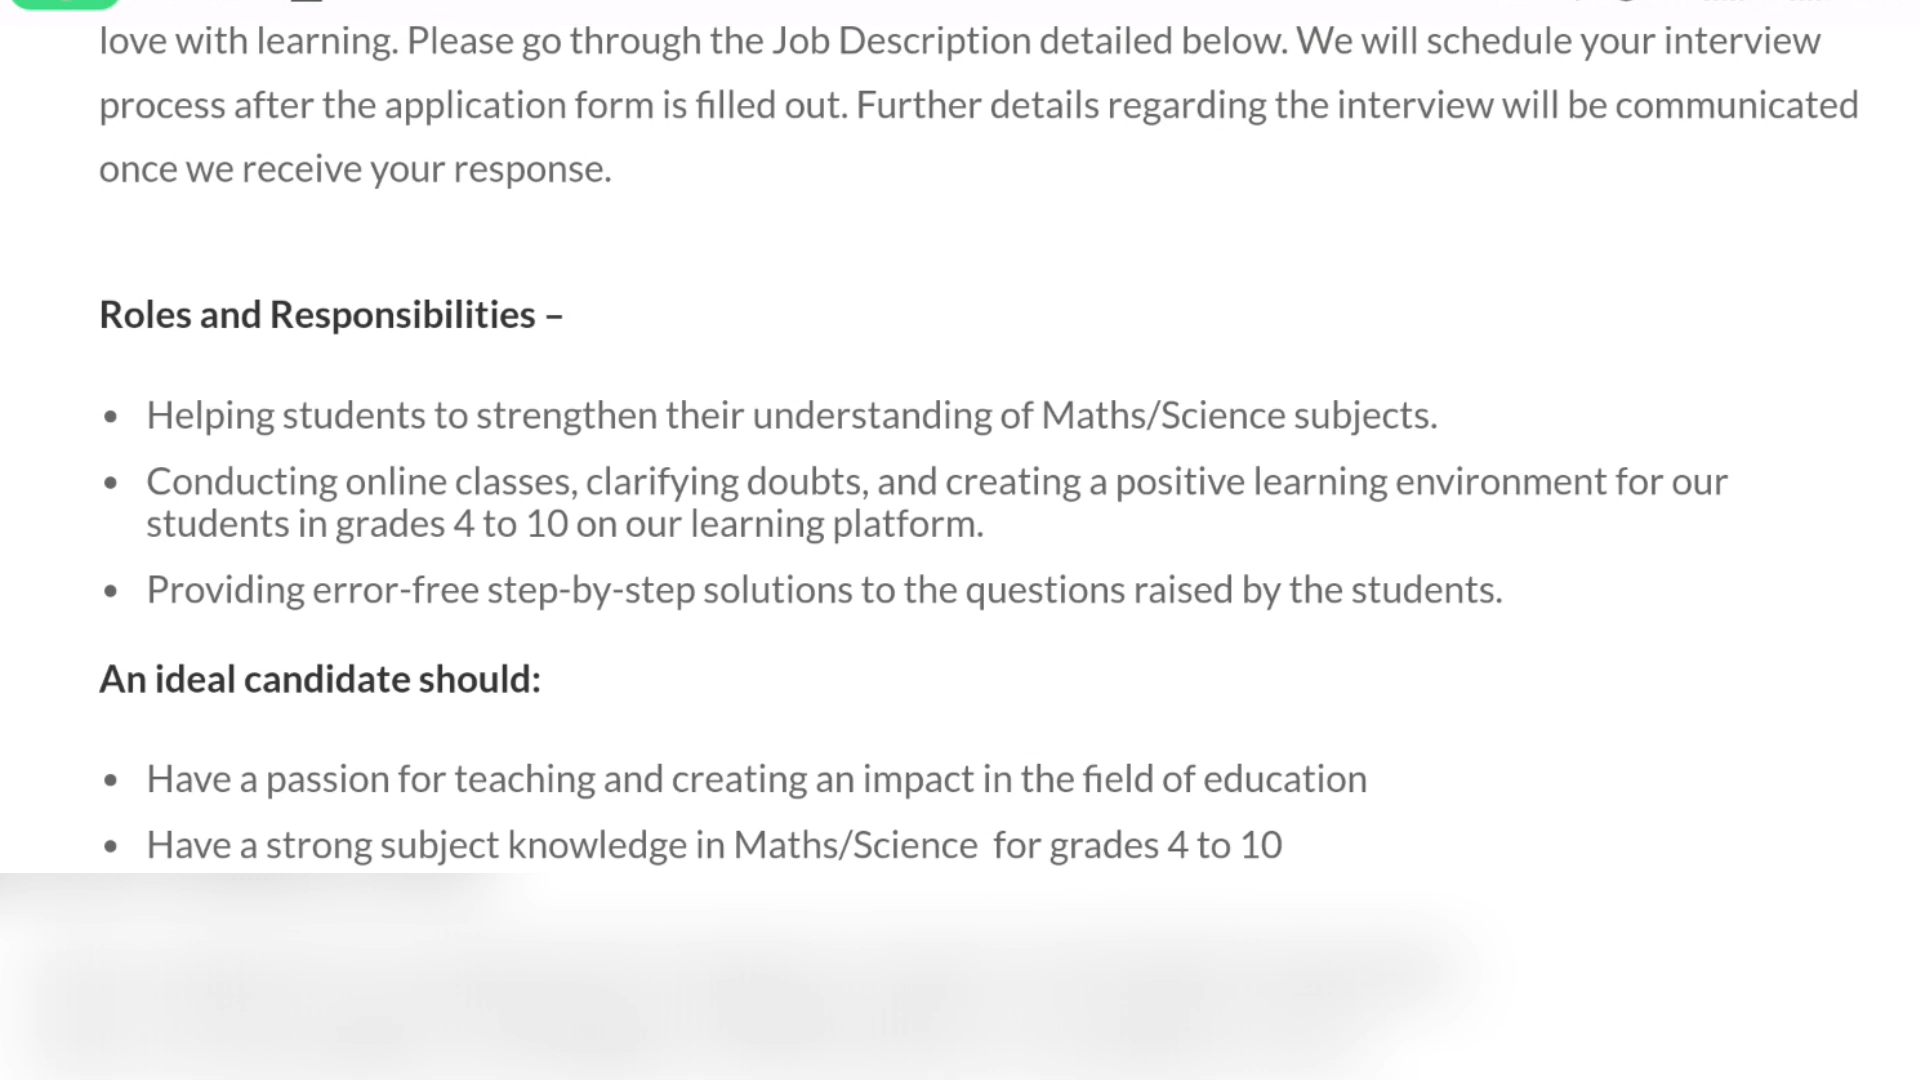 love with learning. Please go through the Job Description detailed below. We will schedule your interview
process after the application form is filled out. Further details regarding the interview will be communicated
once we receive your response.
Roles and Responsibilities –
• Helping students to strengthen their understanding of Maths/Science subjects.
• Conducting online classes, clarifying doubts, and creating a positive learning environment for our
students in grades 4 to 10 on our learning platform.
• Providing error-free step-by-step solutions to the questions raised by the students.
An ideal candidate should:
• Have a passion for teaching and creating an impact in the field of education
• Have a strong subject knowledge in Maths/Science for grades 4 to 10